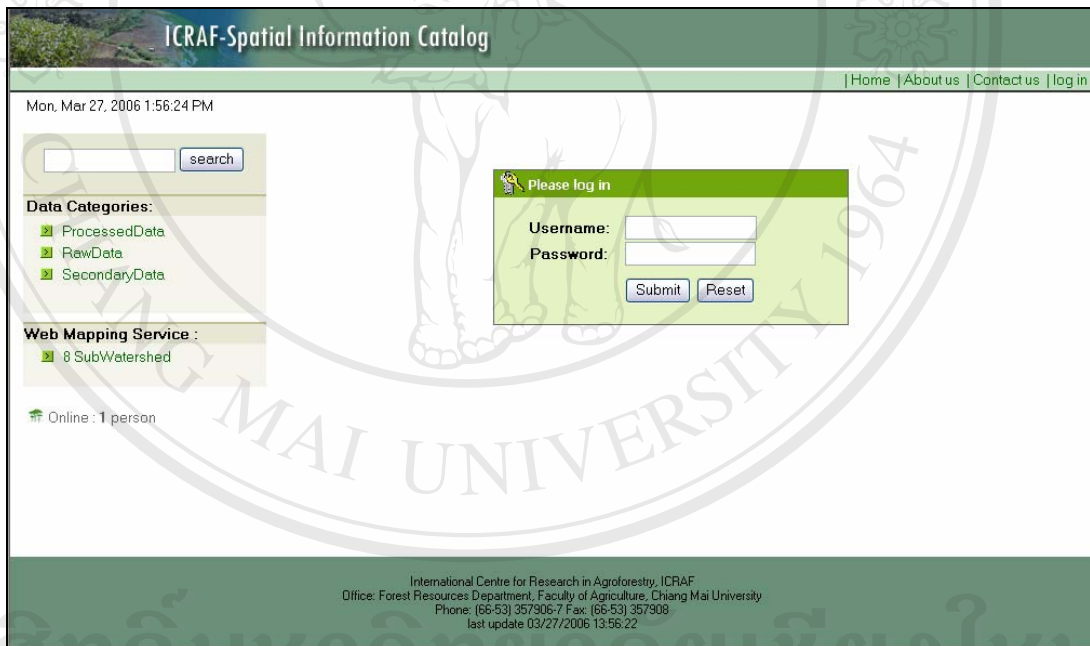 ICRAF-Spatial Information Catalog
| Home | About us | Contact us | log in
Mon, Mar 27, 2006 1:56:24 PM
search
Please log in
Username:
Password:
Submit Reset
Data Categories:
ProcessedData
RawData
SecondaryData
Web Mapping Service :
8 SubWatershed
Online : 1 person
CHIANG MAI UNIVERSITY 1964
International Centre for Research in Agroforestry, ICRAF
Office: Forest Resources Department, Faculty of Agriculture, Chiang Mai University
Phone: (66-53) 357906-7 Fax: (66-53) 357908
last update 03/27/2006 13:56:22